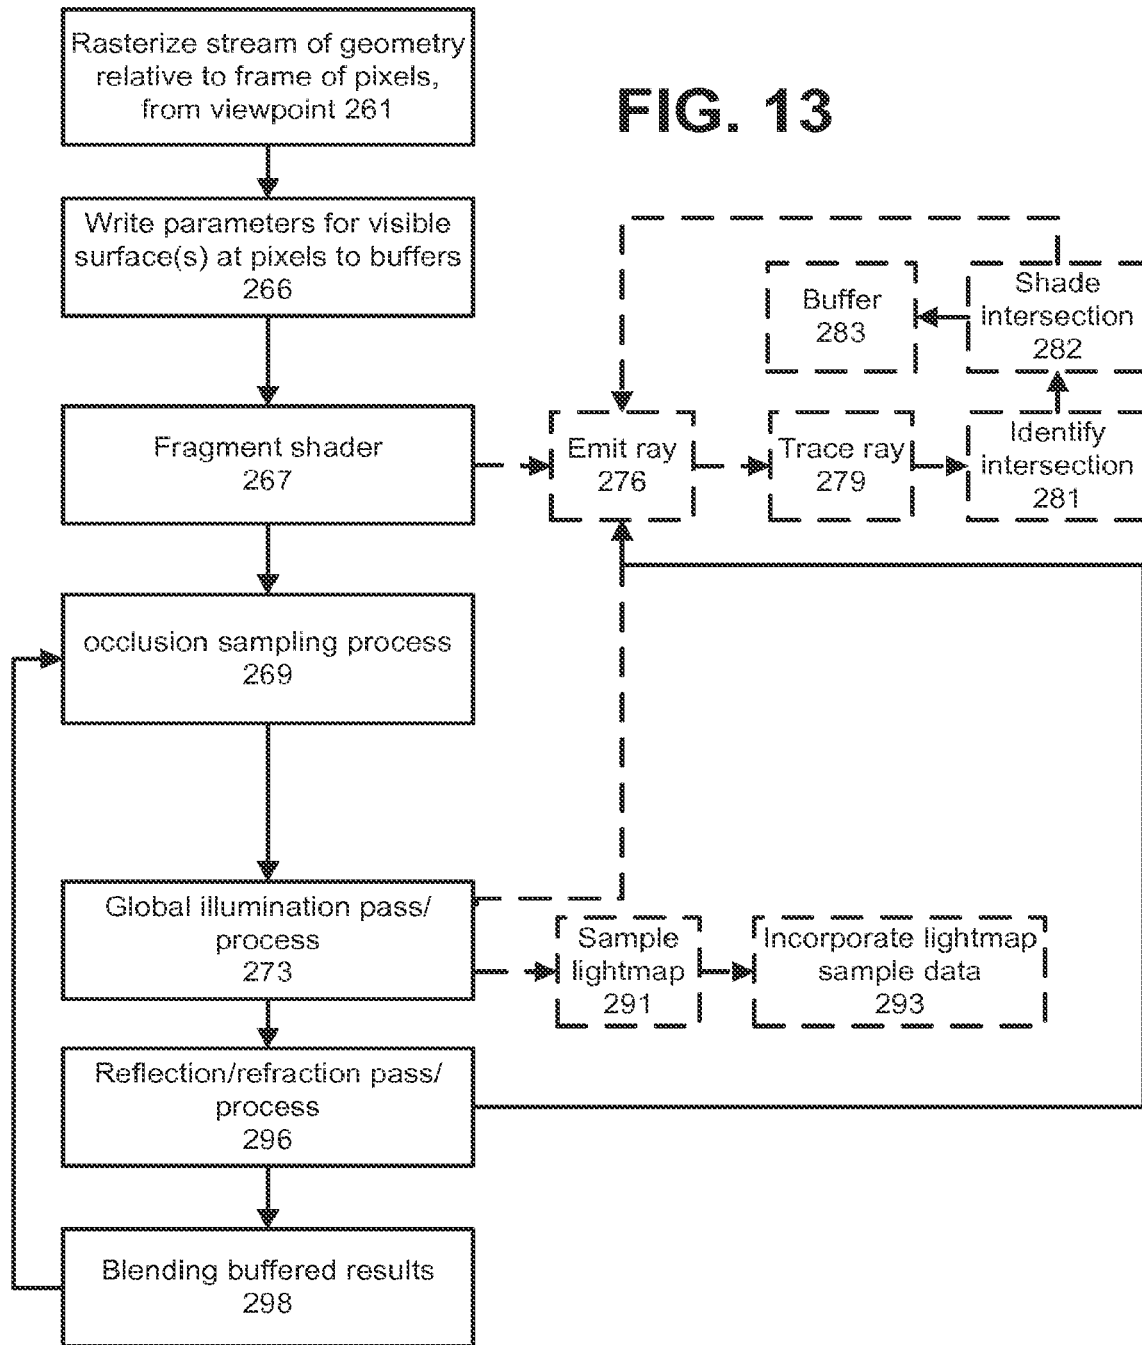 Rasterize stream of geometry
relative to frame of pixels,
from viewpoint 261
FIG. 13
Write parameters for visible
surface(s) at pixels to buffers
266
Buffer
283
Shade
intersection
282
Fragment shader
267
Emit ray
276
Trace ray
279
Identify
intersection
281
occlusion sampling process
269
Global illumination pass/
process
273
Sample
lightmap
291
Incorporate lightmap
sample data
293
Reflection/refraction pass/
process
296
Blending buffered results
298